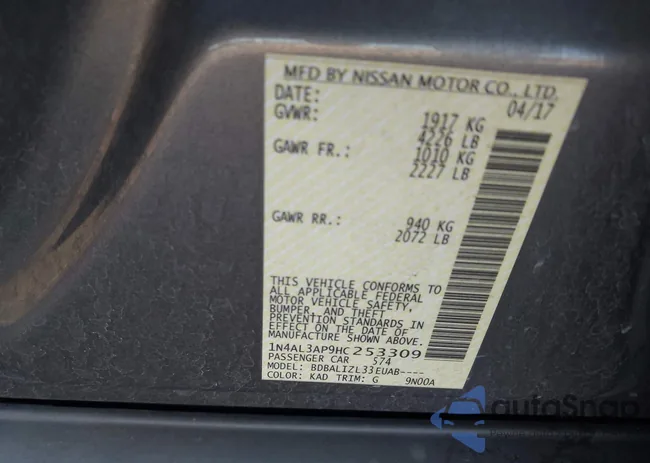 MFD BY NISSAN MOTOR CO., LTD.
DATE: 04/17
GVWR: 1917 KG
4226 LB
GAWR FR.: 1010 KG
2227 LB
GAWR RR.: 940 KG
2072 LB
THIS VEHICLE CONFORMS TO
ALL APPLICABLE FEDERAL
MOTOR VEHICLE SAFETY,
BUMPER, AND THEFT
PREVENTION STANDARDS IN
EFFECT ON THE DATE OF
MANUFACTURE SHOWN ABOVE.
1N4AL3AP9HC253309
PASSENGER CAR 574
MODEL: BDBALIZL33EUAB----
COLOR: KAD TRIM: G 9N00A
autoSnap